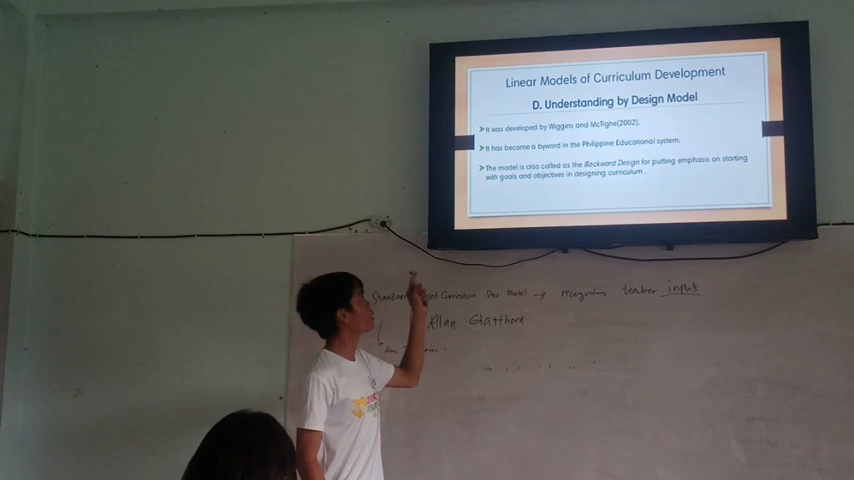 Linear Models of Curriculum Development
D. Understanding by Design Model
➤It was developed by Wiggins and McTighe(2002).
➤It has become a byword in the Philippine Educational system.
➤The model is also called as the Backward Design for putting emphasis on starting
with goals and objectives in designing curriculum .
Curriculum Dev Model → recognizing teacher input
Allan Glatthorn